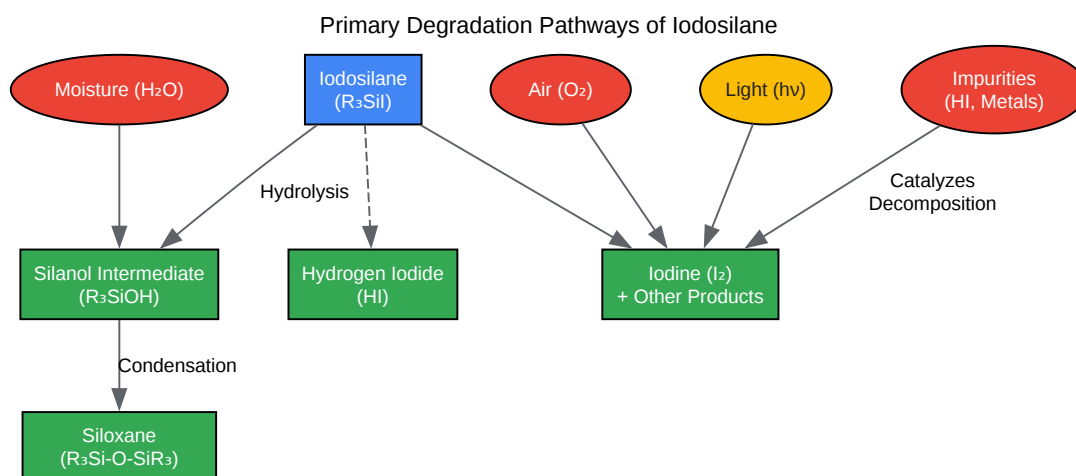 Primary Degradation Pathways of Iodosilane
Moisture (H₂O)
Iodosilane
(R₃SiI)
Air (O₂)
Light (hν)
Impurities
(HI, Metals)
Hydrolysis
Catalyzes
Decomposition
Silanol Intermediate
(R₃SiOH)
Hydrogen Iodide
(HI)
Iodine (I₂)
+ Other Products
Condensation
Siloxane
(R₃Si-O-SiR₃)